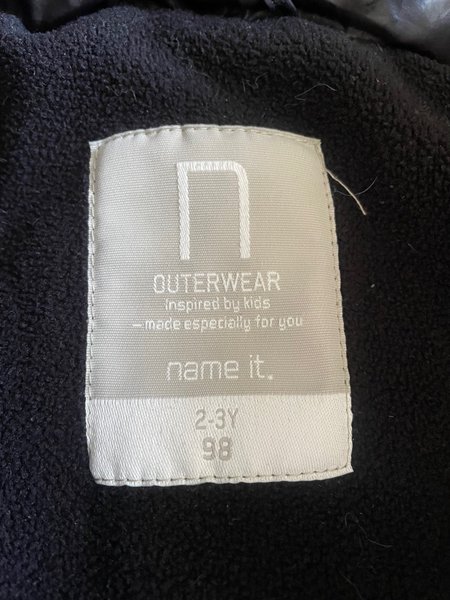 n
OUTERWEAR
Inspired by kids
—made especially for you
name it.
2-3Y
98